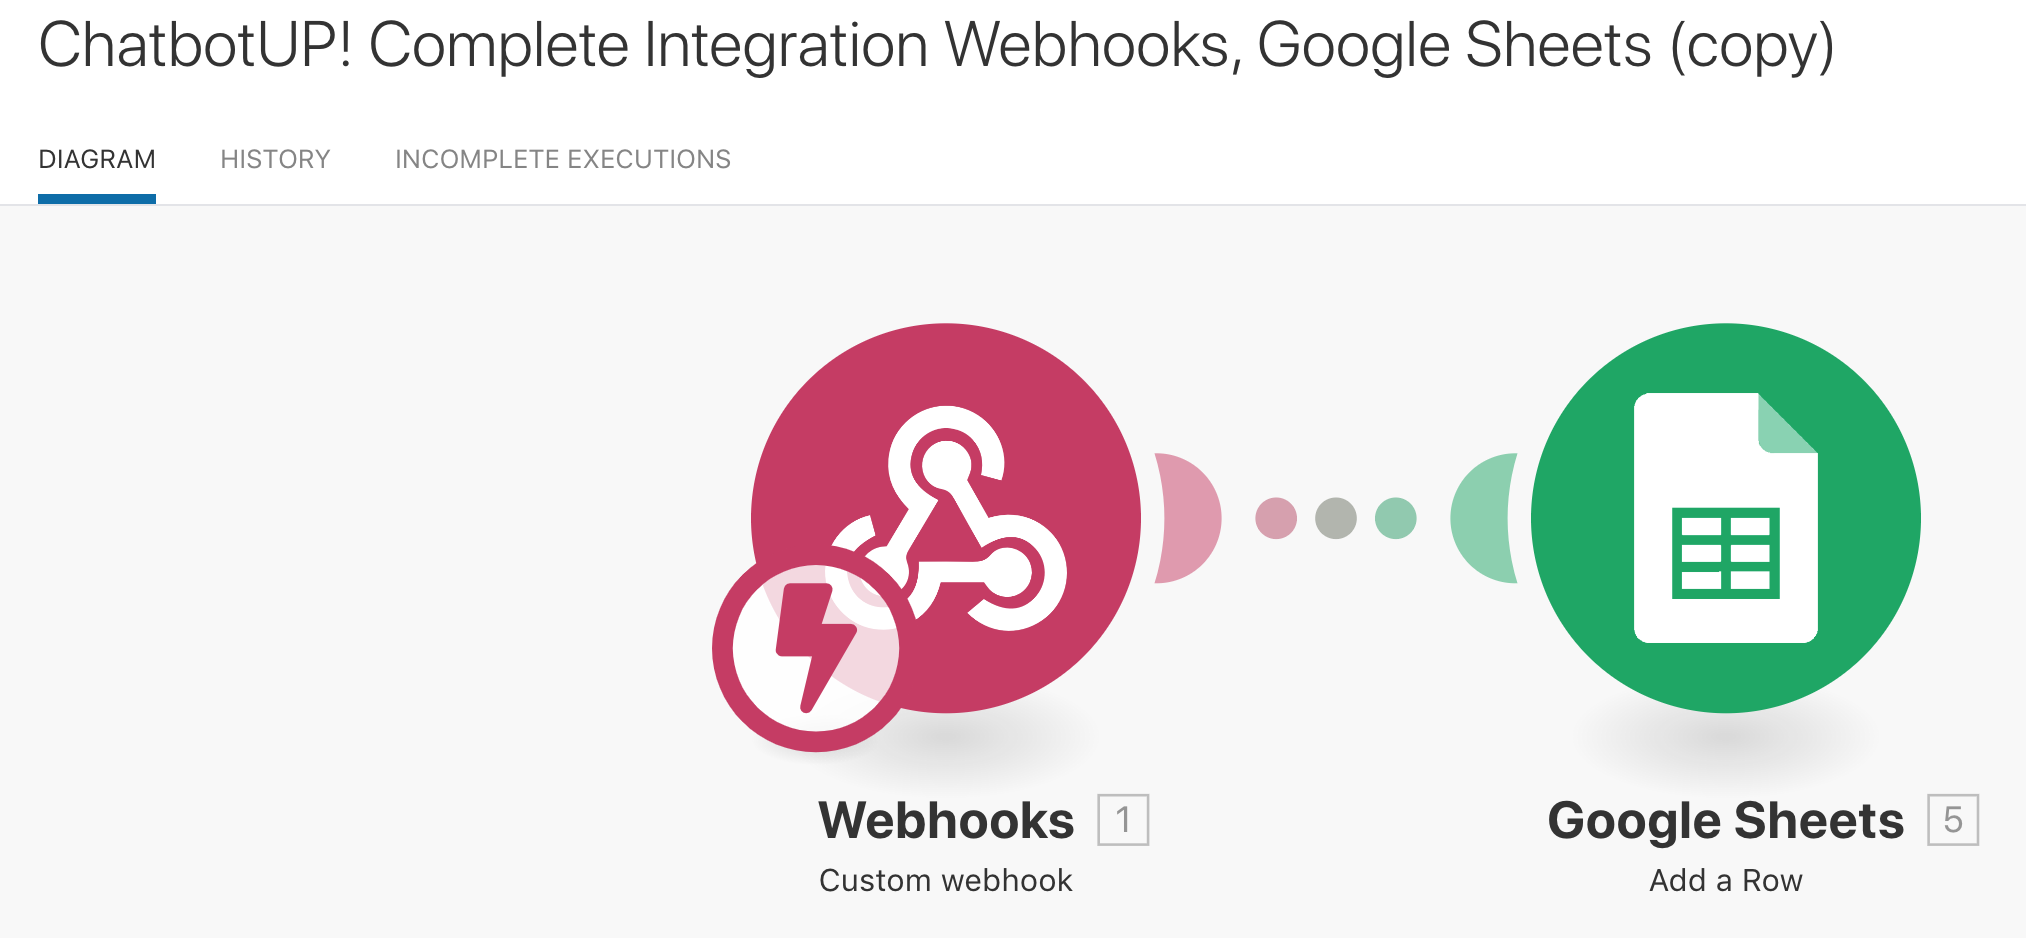 ChatbotUP! Complete Integration Webhooks, Google Sheets (copy)
DIAGRAM HISTORY INCOMPLETE EXECUTIONS
Webhooks 1
Custom webhook
Google Sheets 5
Add a Row